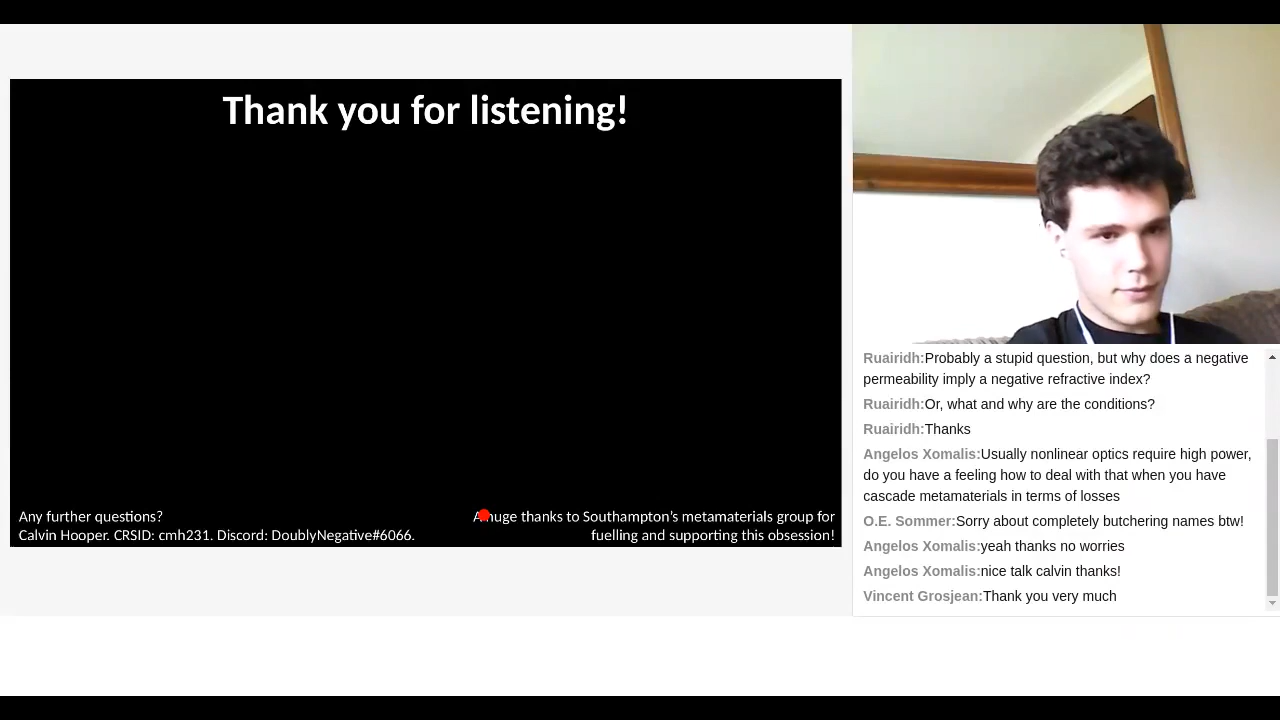 Thank you for listening!
Any further questions?
Calvin Hooper. CRSID: cmh231. Discord: DoublyNegative#6066.
A huge thanks to Southampton's metamaterials group for
fuelling and supporting this obsession!
Ruairidh:Probably a stupid question, but why does a negative
permeability imply a negative refractive index?
Ruairidh:Or, what and why are the conditions?
Ruairidh:Thanks
Angelos Xomalis:Usually nonlinear optics require high power,
do you have a feeling how to deal with that when you have
cascade metamaterials in terms of losses
O.E. Sommer:Sorry about completely butchering names btw!
Angelos Xomalis:yeah thanks no worries
Angelos Xomalis:nice talk calvin thanks!
Vincent Grosjean:Thank you very much